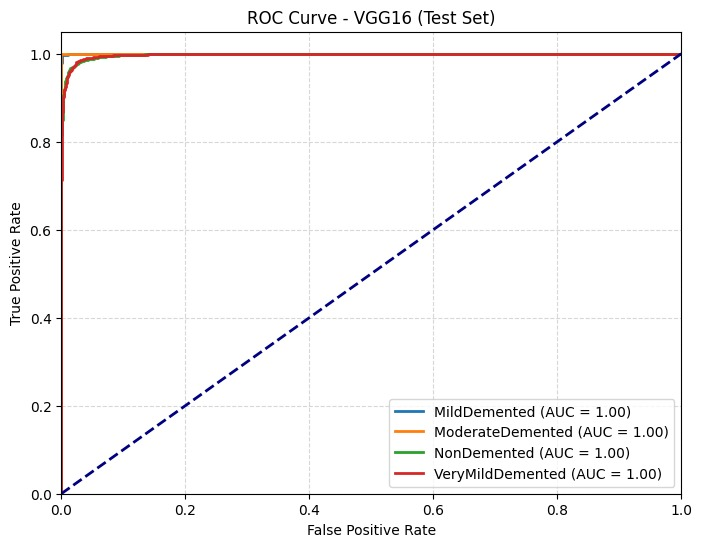 ROC Curve - VGG16 (Test Set)
1.0
0.8
0.6
0.4
0.2
0.0
True Positive Rate
0.0 0.2 0.4 0.6 0.8 1.0
False Positive Rate
MildDemented (AUC = 1.00)
ModerateDemented (AUC = 1.00)
NonDemented (AUC = 1.00)
VeryMildDemented (AUC = 1.00)